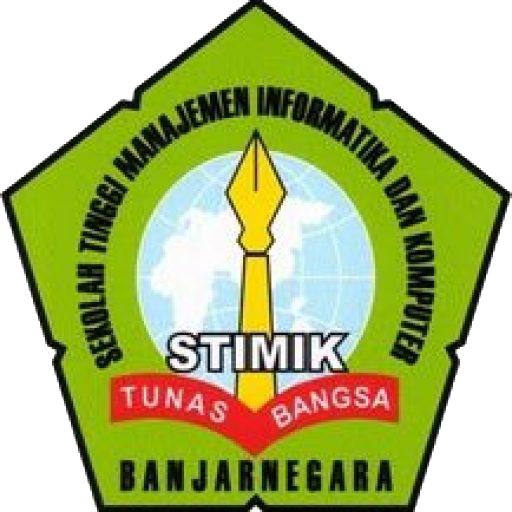 SEKOLAH TINGGI MANAJEMEN INFORMATIKA DAN KOMPUTER
STIMIK
TUNAS BANGSA
BANJARNEGARA